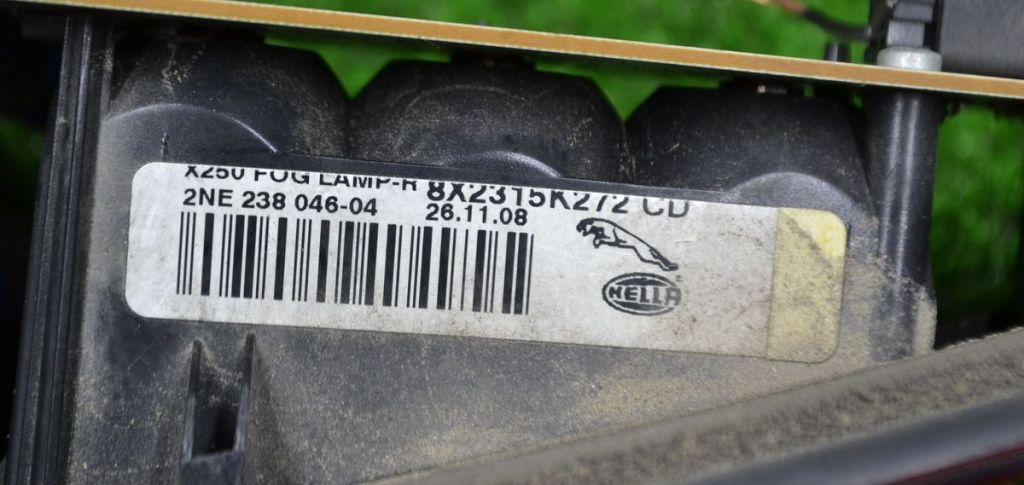 X250 FOG LAMP-R 8X2315K272 CD
2NE 238 046-04 26.11.08
HELLA